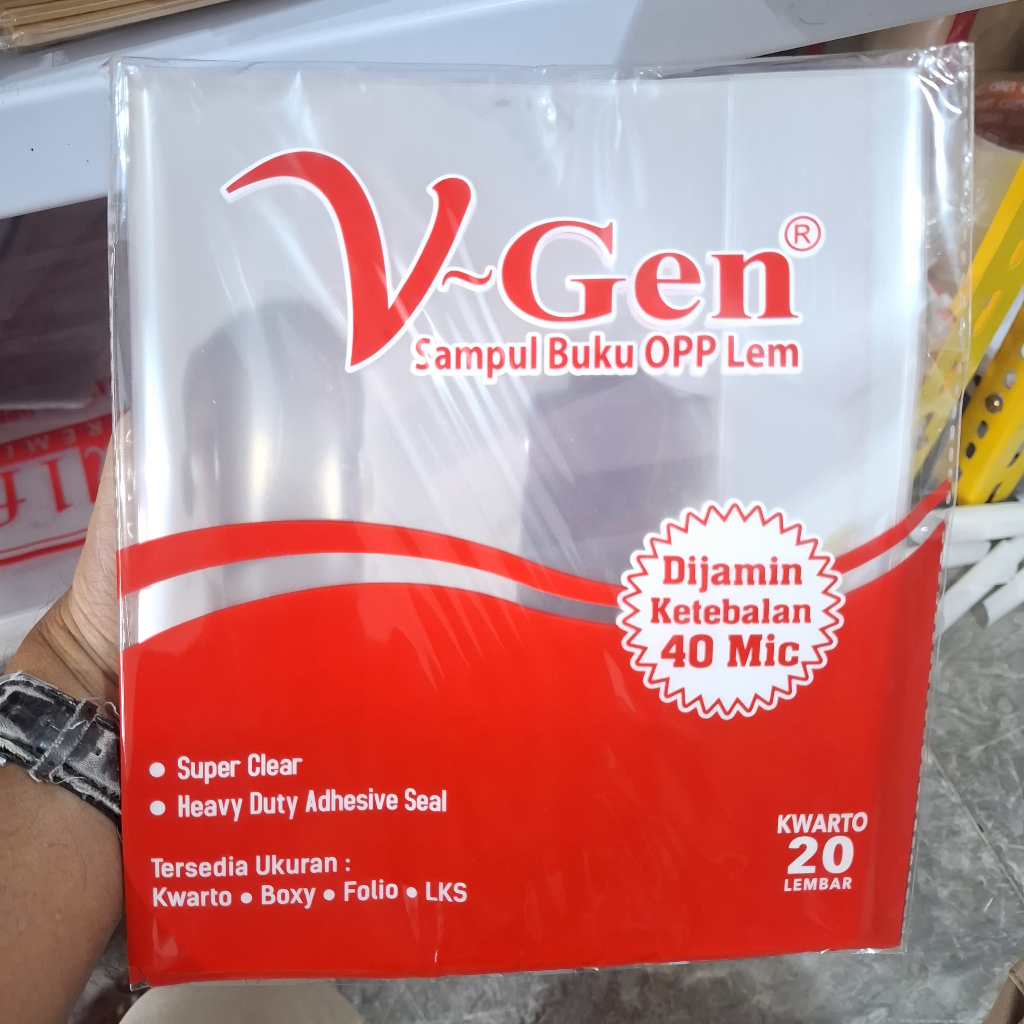 V~Gen®
Sampul Buku OPP Lem
Dijamin
Ketebalan
40 Mic
• Super Clear
• Heavy Duty Adhesive Seal
Tersedia Ukuran :
Kwarto • Boxy • Folio • LKS
KWARTO
20
LEMBAR